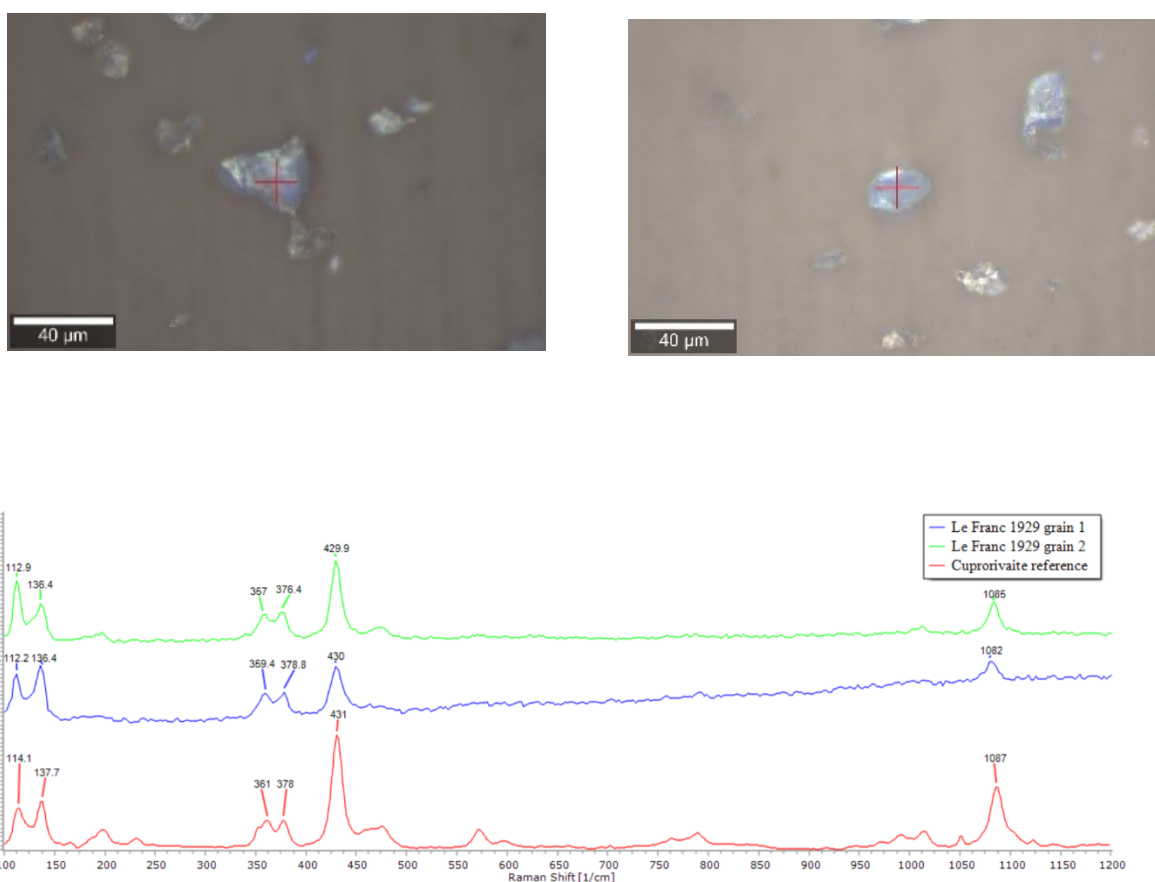 40 µm
40 µm
Le Franc 1929 grain 1
Le Franc 1929 grain 2
Cuprorivaite reference
112.9
136.4
357
376.4
429.9
1085
112.2
136.4
359.4
378.8
430
1082
114.1
137.7
361
378
431
1087
100 150 200 250 300 350 400 450 500 550 600 650 700 750 800 850 900 950 1000 1050 1100 1150 1200
Raman Shift [1/cm]